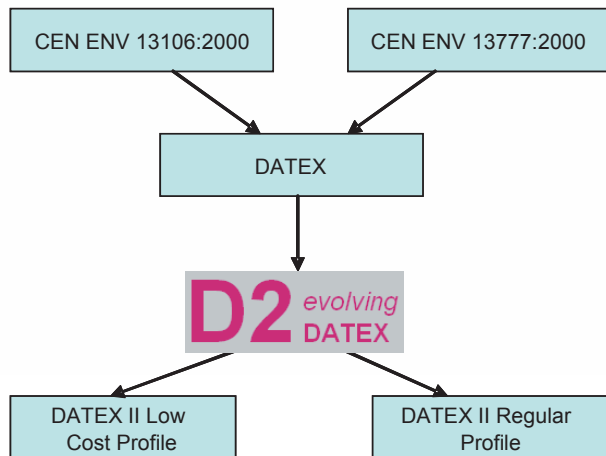 CEN ENV 13106:2000
CEN ENV 13777:2000
DATEX
D2 evolving
DATEX
DATEX II Low
Cost Profile
DATEX II Regular
Profile